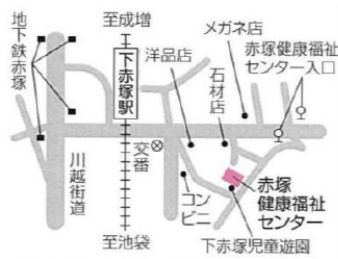 至成増
地下鉄赤塚
下赤塚駅
洋品店
メガネ店
石材店
赤塚健康福祉
センター入口
川越街道
交番
コン
ビニ
赤塚
健康福祉
センター
下赤塚児童遊園
至池袋